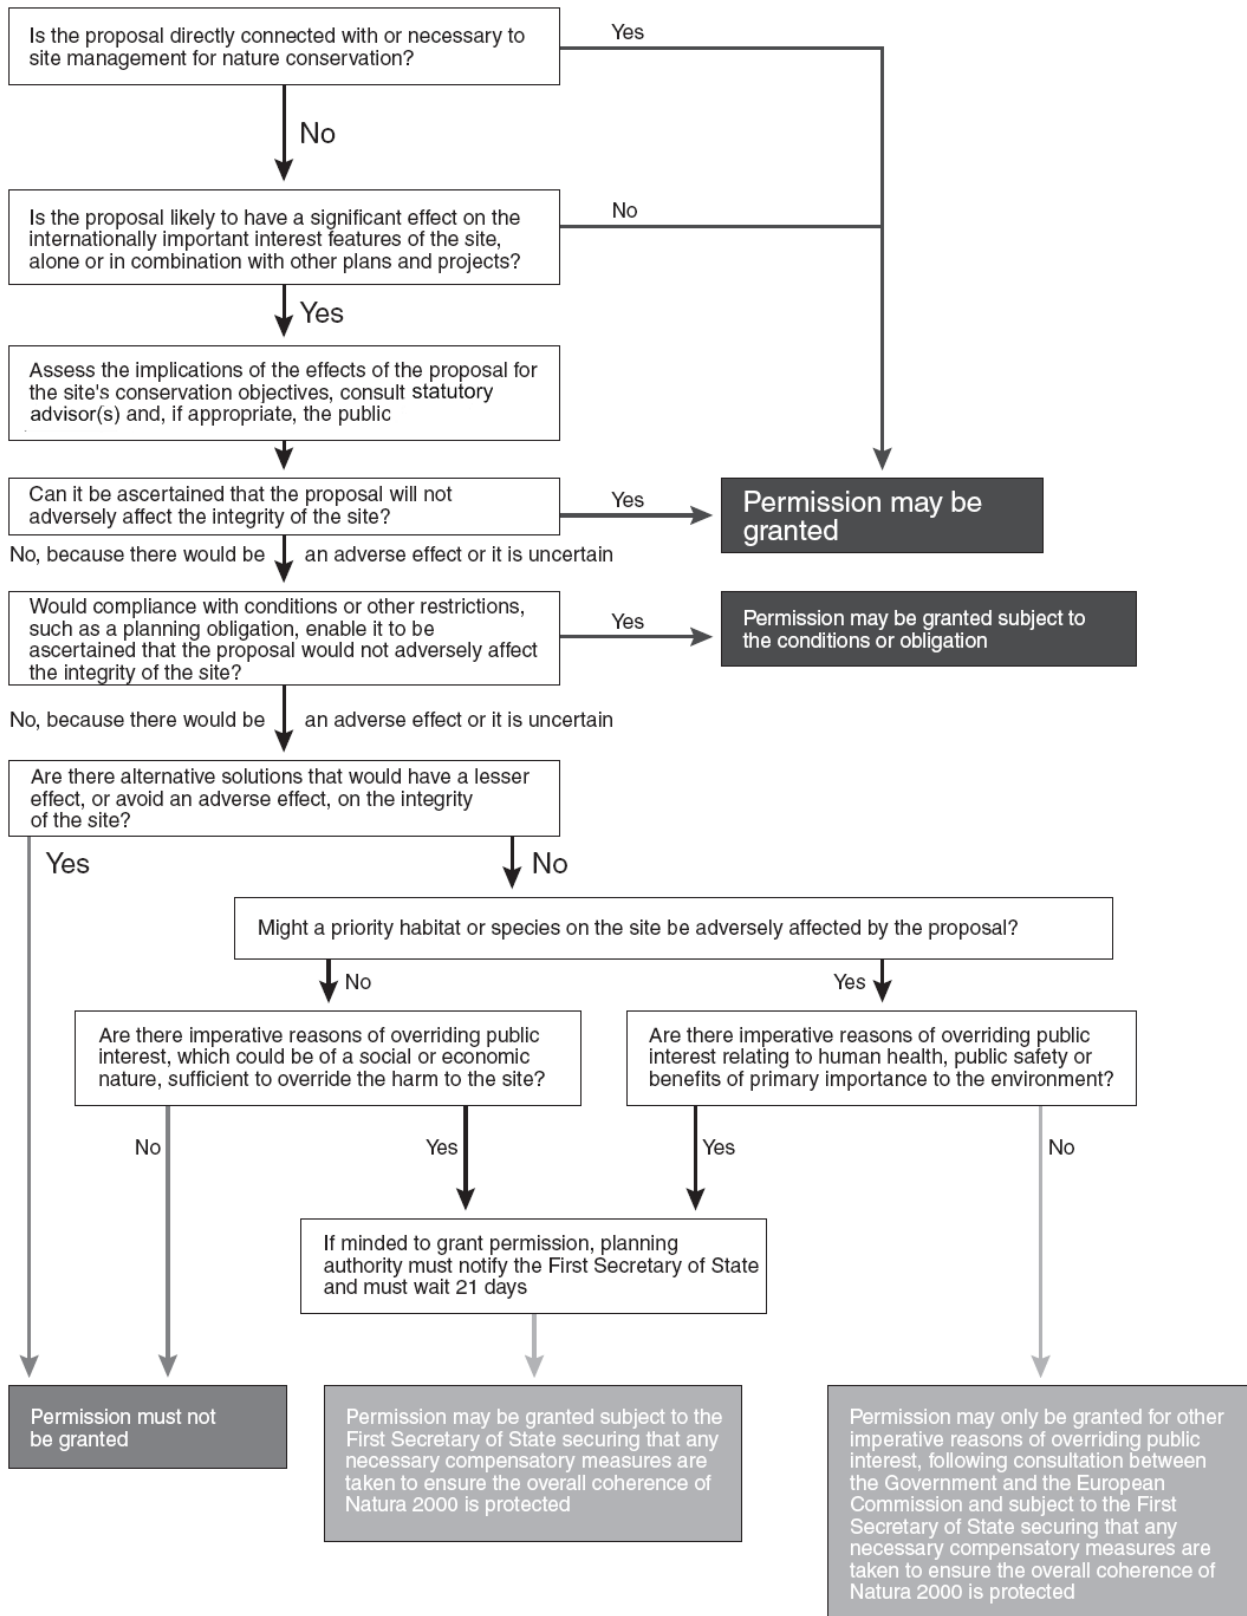 Is the proposal directly connected with or necessary to
site management for nature conservation?
Yes
No
Is the proposal likely to have a significant effect on the
internationally important interest features of the site,
alone or in combination with other plans and projects?
No
Yes
Assess the implications of the effects of the proposal for
the site's conservation objectives, consult statutory
advisor(s) and, if appropriate, the public
Can it be ascertained that the proposal will not
adversely affect the integrity of the site?
Yes
Permission may be
granted
No, because there would be an adverse effect or it is uncertain
Would compliance with conditions or other restrictions,
such as a planning obligation, enable it to be
ascertained that the proposal would not adversely affect
the integrity of the site?
Yes
Permission may be granted subject to
the conditions or obligation
No, because there would be an adverse effect or it is uncertain
Are there alternative solutions that would have a lesser
effect, or avoid an adverse effect, on the integrity
of the site?
Yes
No
Might a priority habitat or species on the site be adversely affected by the proposal?
No
Yes
Are there imperative reasons of overriding public
interest, which could be of a social or economic
nature, sufficient to override the harm to the site?
Are there imperative reasons of overriding public
interest relating to human health, public safety or
benefits of primary importance to the environment?
No
Yes
Yes
No
If minded to grant permission, planning
authority must notify the First Secretary of State
and must wait 21 days
Permission must not
be granted
Permission may be granted subject to the
First Secretary of State securing that any
necessary compensatory measures are
taken to ensure the overall coherence of
Natura 2000 is protected
Permission may only be granted for other
imperative reasons of overriding public
interest, following consultation between
the Government and the European
Commission and subject to the First
Secretary of State securing that any
necessary compensatory measures are
taken to ensure the overall coherence of
Natura 2000 is protected